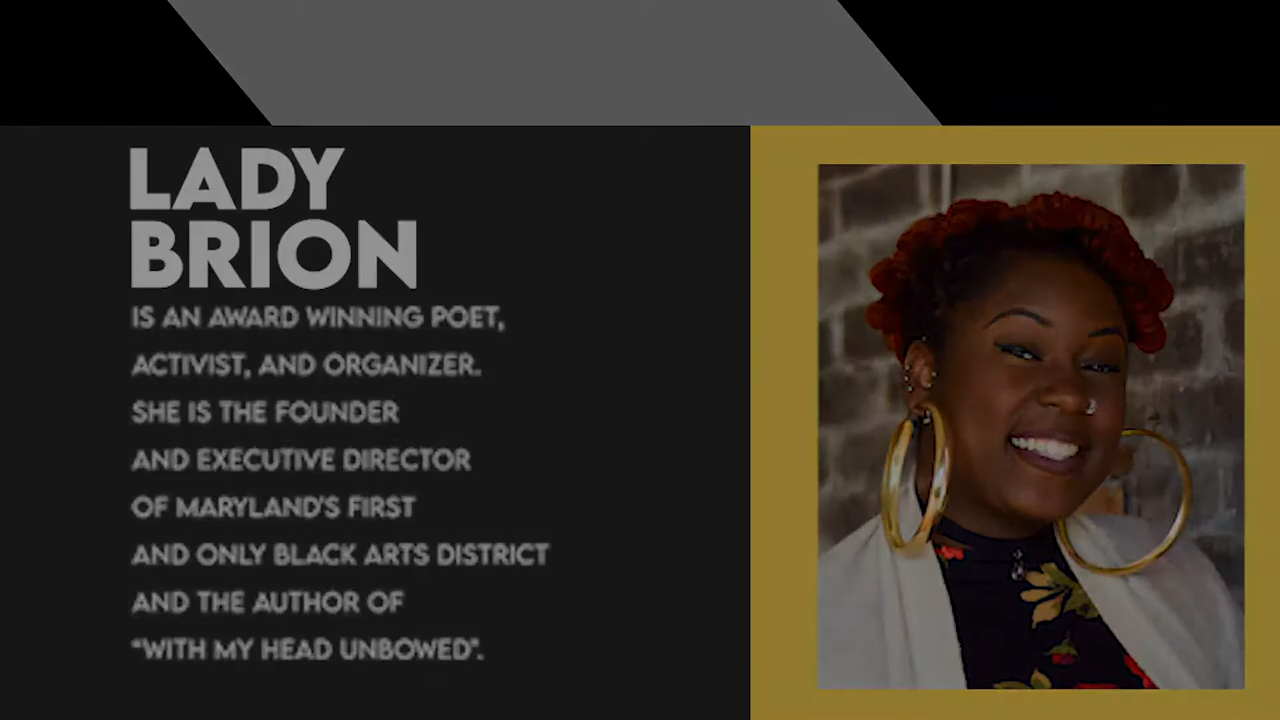 LADY
BRION
IS AN AWARD WINNING POET,
ACTIVIST, AND ORGANIZER.
SHE IS THE FOUNDER
AND EXECUTIVE DIRECTOR
OF MARYLAND'S FIRST
AND ONLY BLACK ARTS DISTRICT
AND THE AUTHOR OF
"WITH MY HEAD UNBOWED".